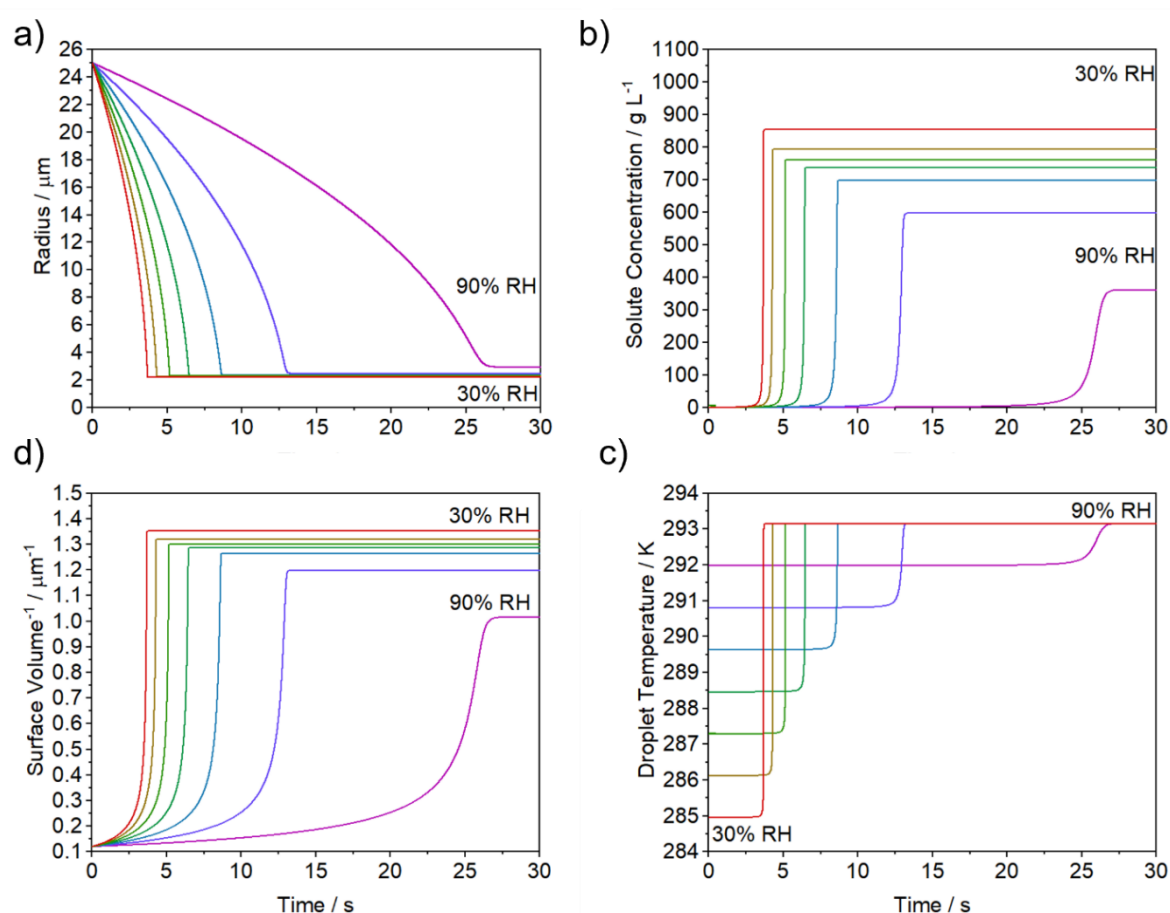 a)
26
24
22
20
18
16
14
12
10
8
6
4
2
0
Radius / μm
90% RH
30% RH
0 5 10 15 20 25 30
b)
1100
1000
900
800
700
600
500
400
300
200
100
0
Solute Concentration / g L⁻¹
30% RH
90% RH
0 5 10 15 20 25 30
d)
1.5
1.4
1.3
1.2
1.1
1.0
0.9
0.8
0.7
0.6
0.5
0.4
0.3
0.2
0.1
Surface Volume⁻¹ / μm⁻¹
30% RH
90% RH
0 5 10 15 20 25 30
Time / s
c)
294
293
292
291
290
289
288
287
286
285
284
Droplet Temperature / K
90% RH
30% RH
0 5 10 15 20 25 30
Time / s